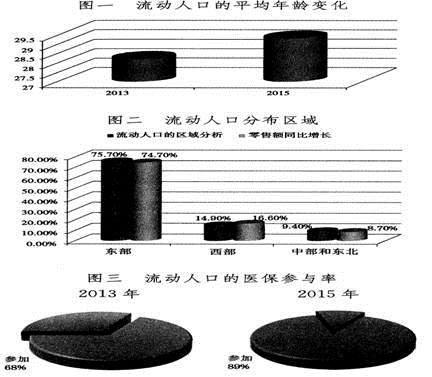 图一 流动人口的平均年龄变化
29.5
29
28.5
28
27.5
27
2013
2015
图二 流动人口分布区域
■流动人口的区域分析 ■零售额同比增长
80.00%
70.00%
60.00%
50.00%
40.00%
30.00%
20.00%
10.00%
0.00%
75.70%
74.70%
14.90%
16.60%
9.40%
8.70%
东部
西部
中部和东北
图三 流动人口的医保参与率
2013 年
2015 年
参加
68%
参加
89%